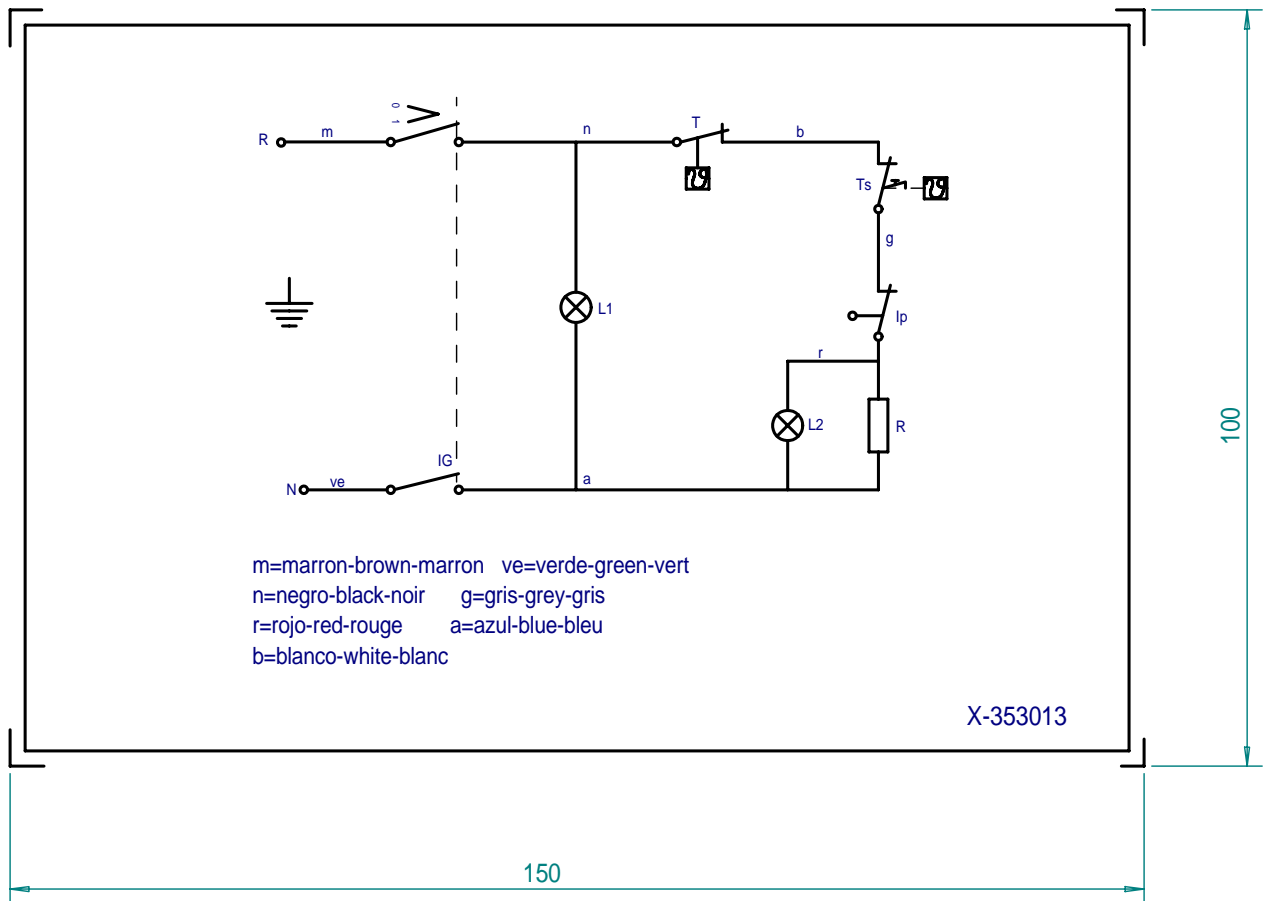 0 1
R m n T b
Ts
g
L1
Ip
r
L2 R
IG
N ve a
m=marron-brown-marron ve=verde-green-vert
n=negro-black-noir g=gris-grey-gris
r=rojo-red-rouge a=azul-blue-bleu
b=blanco-white-blanc
X-353013
100
150